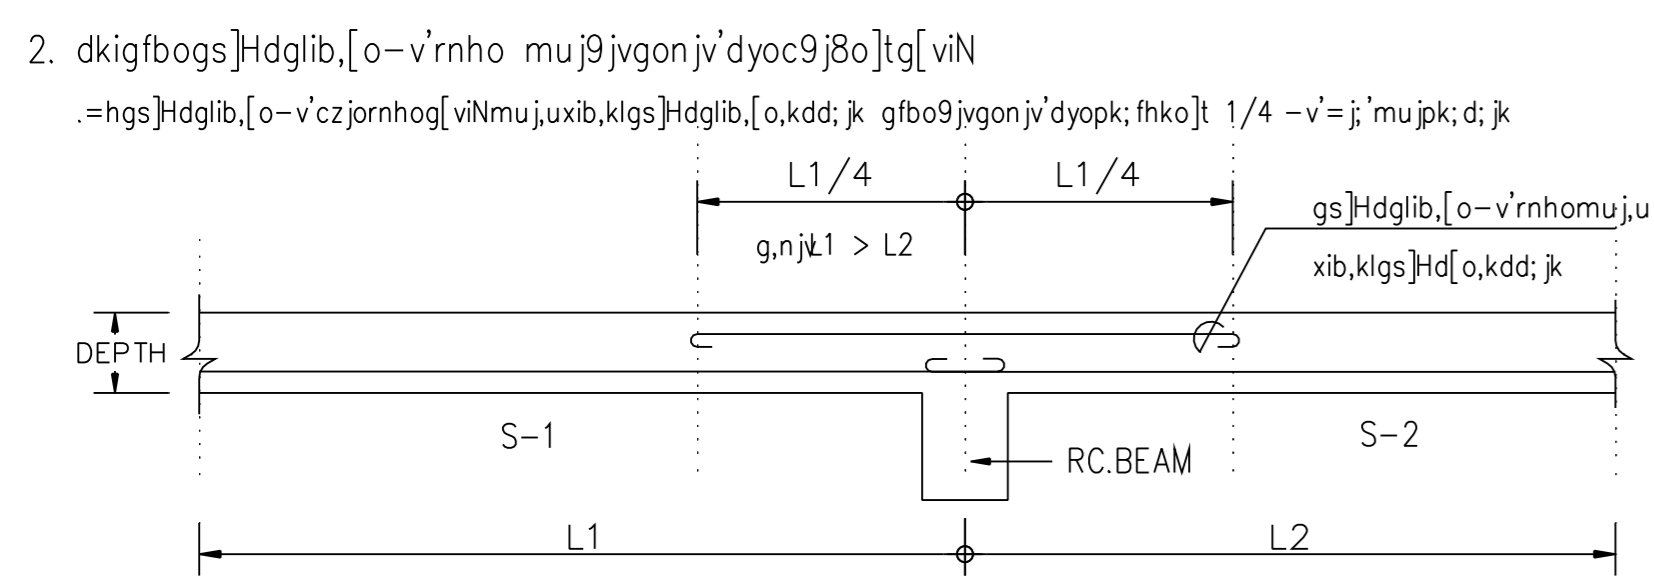 2. dkigfbogs]Hdglib,[o-v'rnho muj9jvgonjv'dyoc9j8o]tg[viN
.=hgs]Hdglib,[o-v'czjornhog[viNmuj,uxib,klgs]Hdglib,[o,kdd;jk gfbo9jvgonjv'dyopk;fhko]t 1/4 -v'=j;'mujpk;d;jk
L1/4 L1/4
gs]Hdglib,[o-v'rnhomuj,u
g,njvL1 > L2
xib,klgs]Hd[o,kdd;jk
DEPTH
S-1
S-2
RC.BEAM
L1
L2